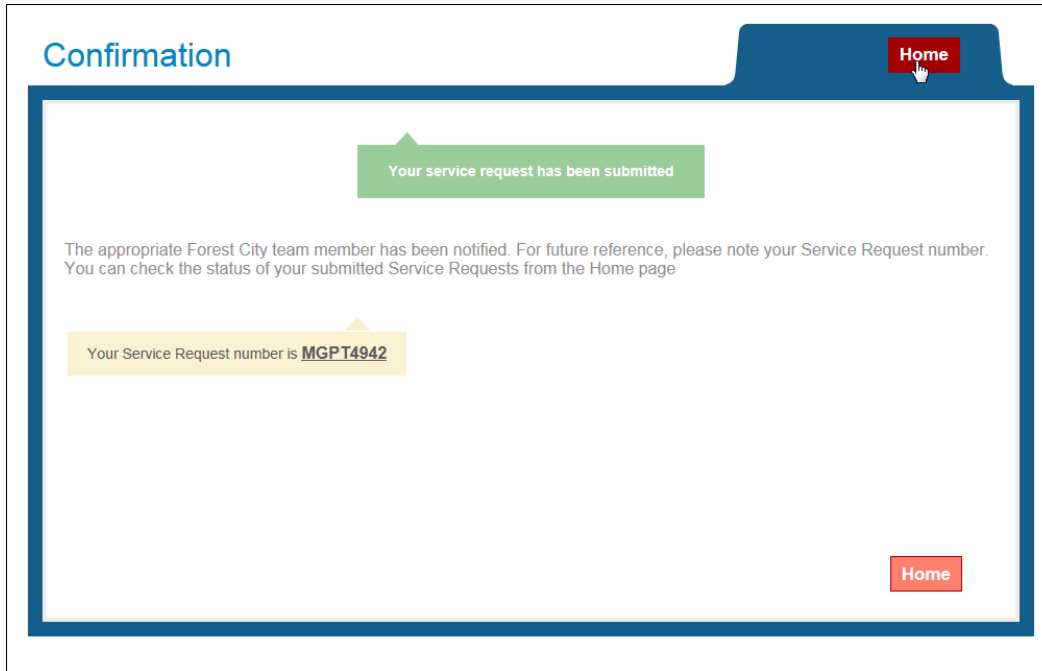 Confirmation
Home
Your service request has been submitted
The appropriate Forest City team member has been notified. For future reference, please note your Service Request number.
You can check the status of your submitted Service Requests from the Home page
Your Service Request number is MGPT4942
Home